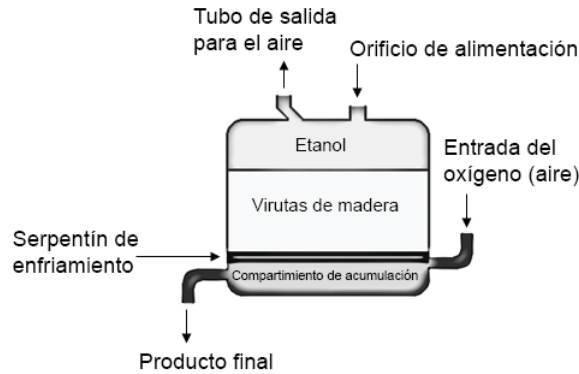 Tubo de salida
para el aire
Orificio de alimentación
Etanol
Entrada del
oxígeno (aire)
Virutas de madera
Serpentín de
enfriamiento
Compartimiento de acumulación
Producto final